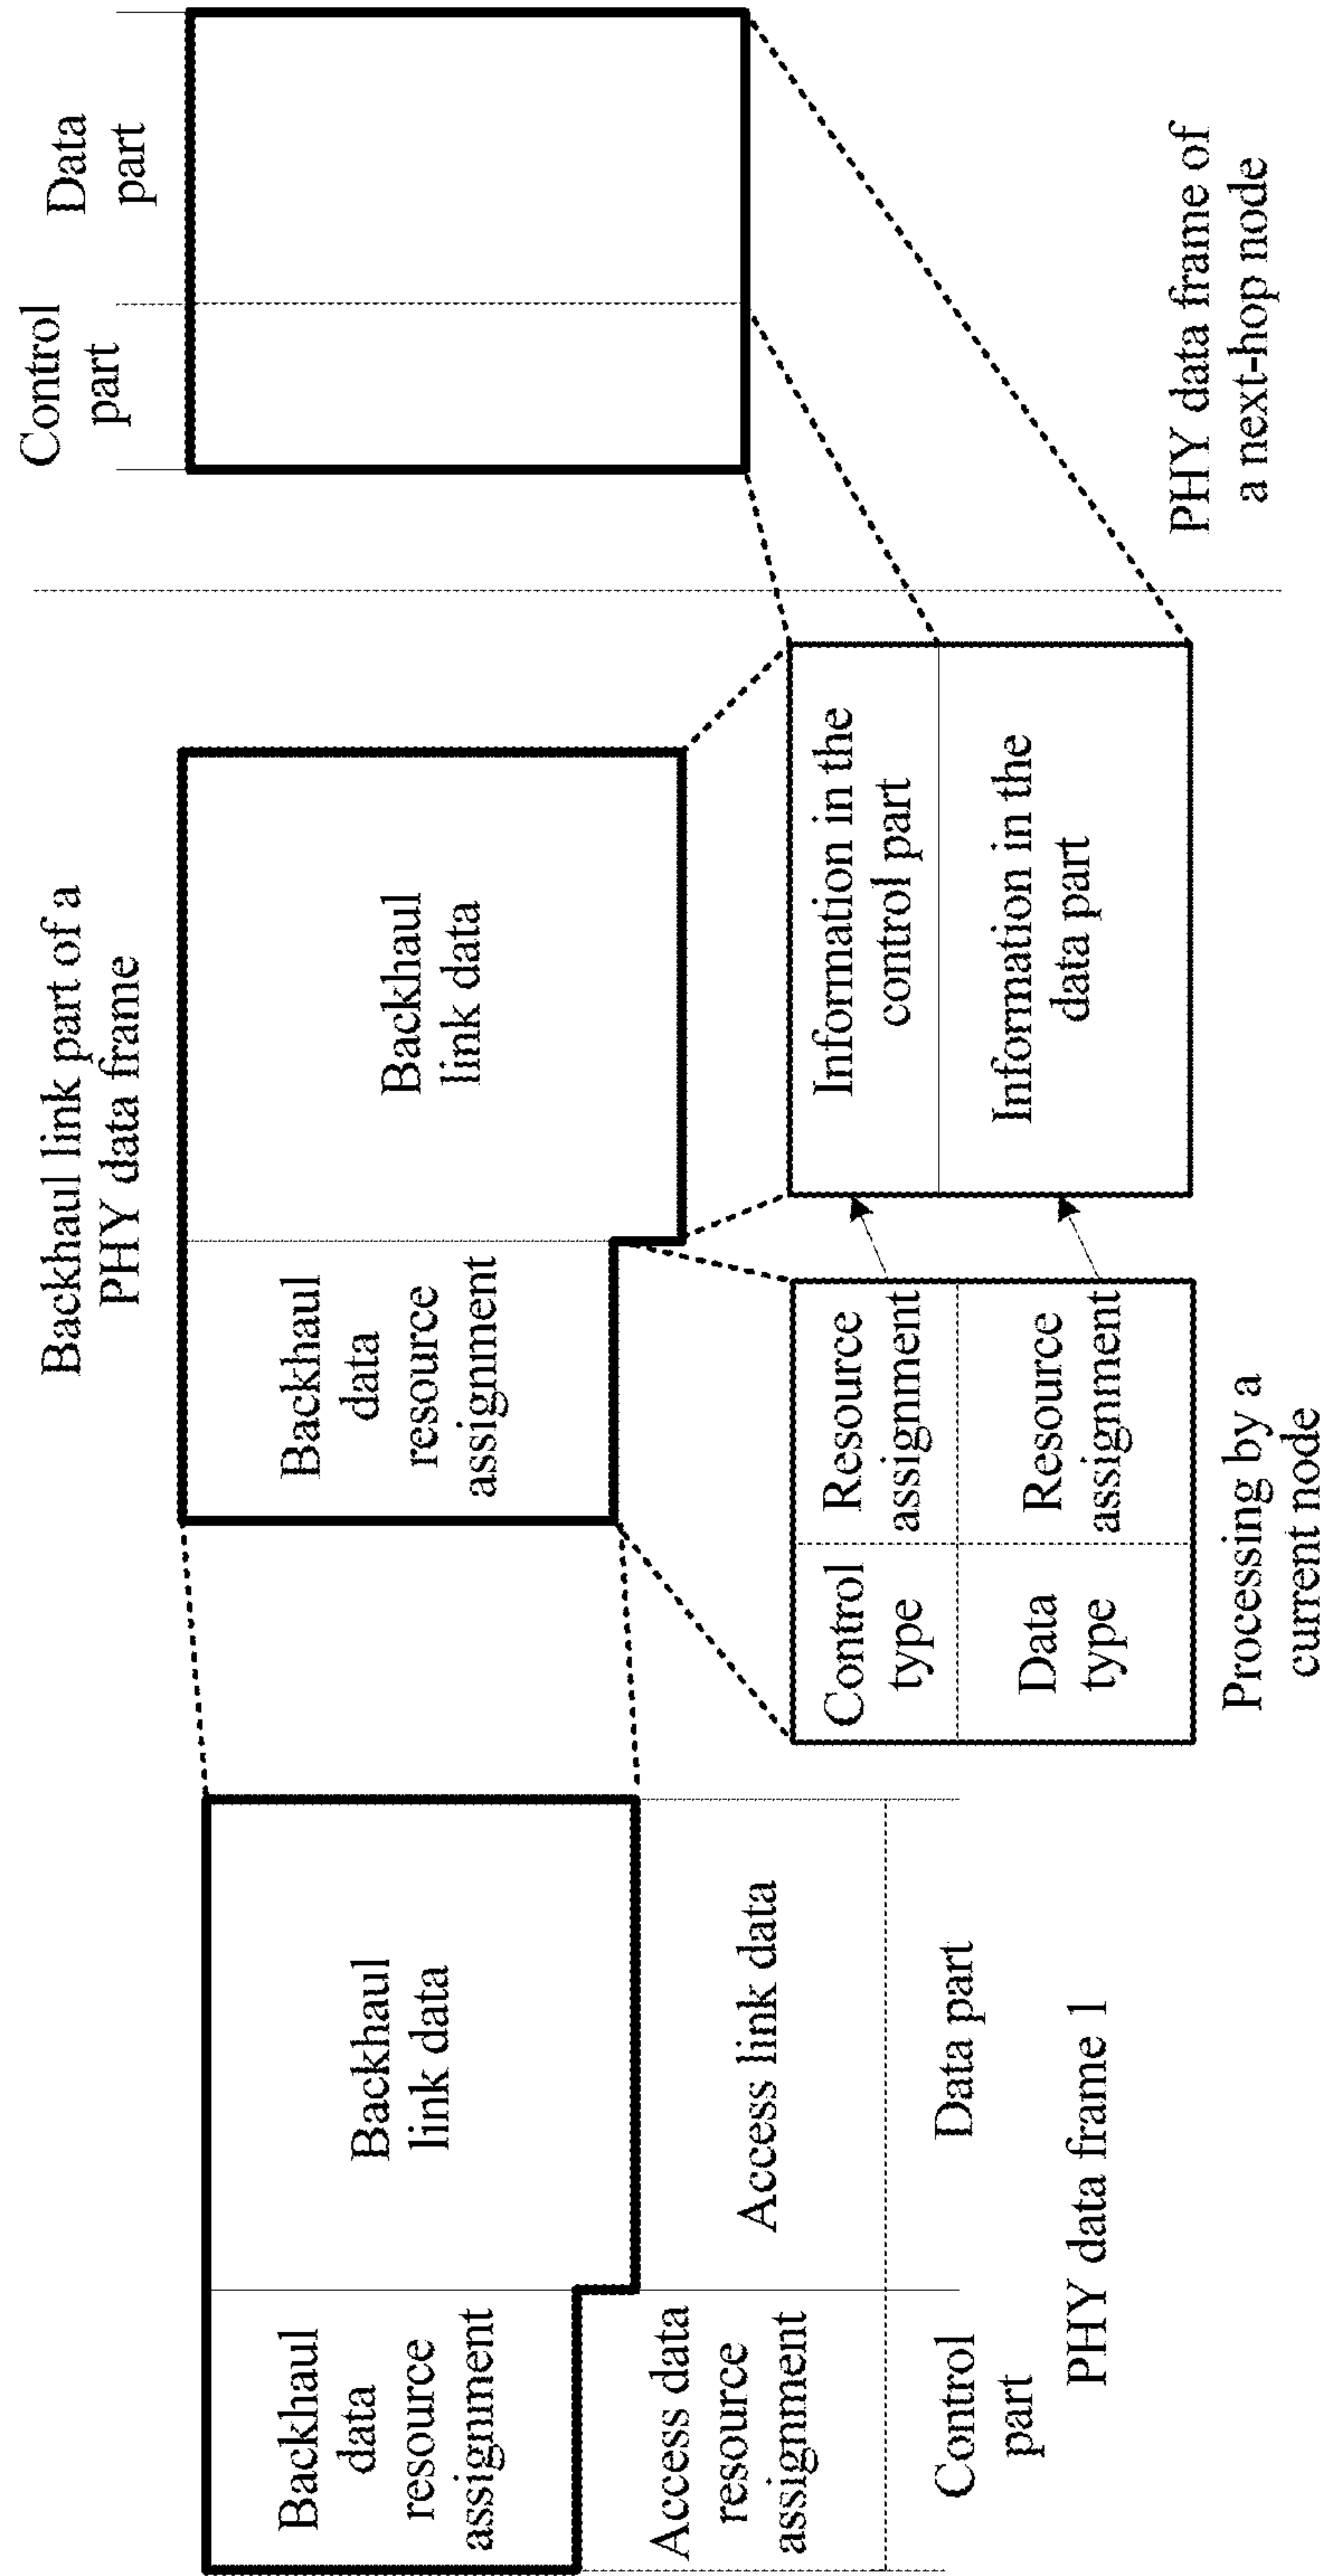 Backhaul
data
resource
assignment
Backhaul
link data
Access data
resource
assignment
Access link data
Control
part
Data part
PHY data frame 1
Backhaul link part of a
PHY data frame
Backhaul
data
resource
assignment
Backhaul
link data
Control
type
Resource
assignment
Data
type
Resource
assignment
Processing by a
current node
Information in the
control part
Information in the
data part
Control
part
Data
part
PHY data frame of
a next-hop node